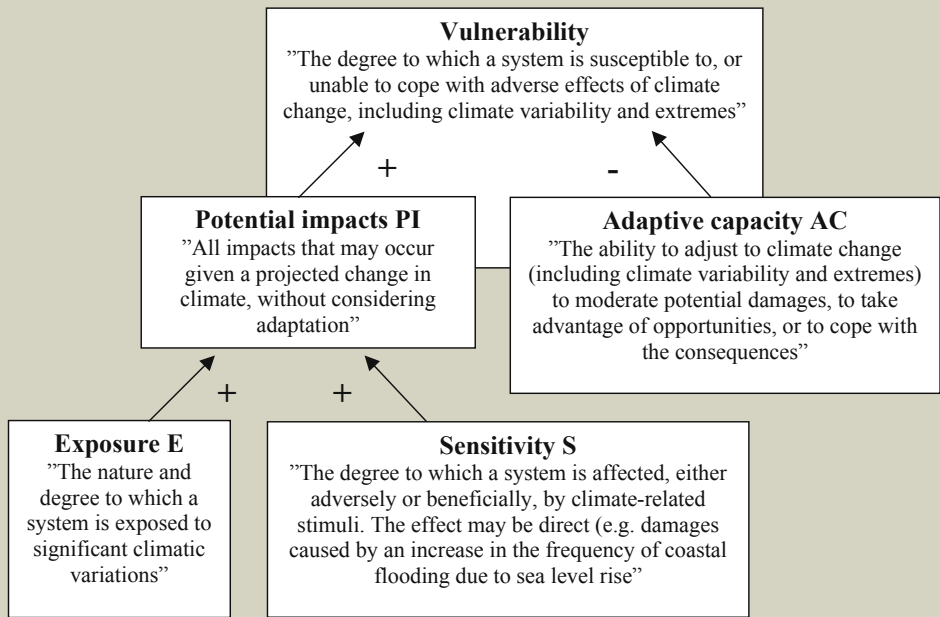 Vulnerability
”The degree to which a system is susceptible to, or
unable to cope with adverse effects of climate
change, including climate variability and extremes”
+
-
Potential impacts PI
”All impacts that may occur
given a projected change in
climate, without considering
adaptation”
Adaptive capacity AC
”The ability to adjust to climate change
(including climate variability and extremes)
to moderate potential damages, to take
advantage of opportunities, or to cope with
the consequences”
+
+
Exposure E
”The nature and
degree to which a
system is exposed to
significant climatic
variations”
Sensitivity S
”The degree to which a system is affected, either
adversely or beneficially, by climate-related
stimuli. The effect may be direct (e.g. damages
caused by an increase in the frequency of coastal
flooding due to sea level rise”